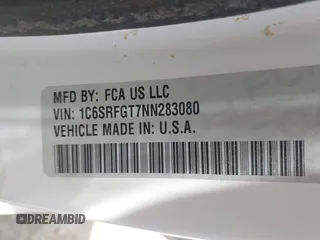 MFD BY: FCA US LLC
VIN: 1C6SRFGT7NN283080
VEHICLE MADE IN: U.S.A.
DREAMBID